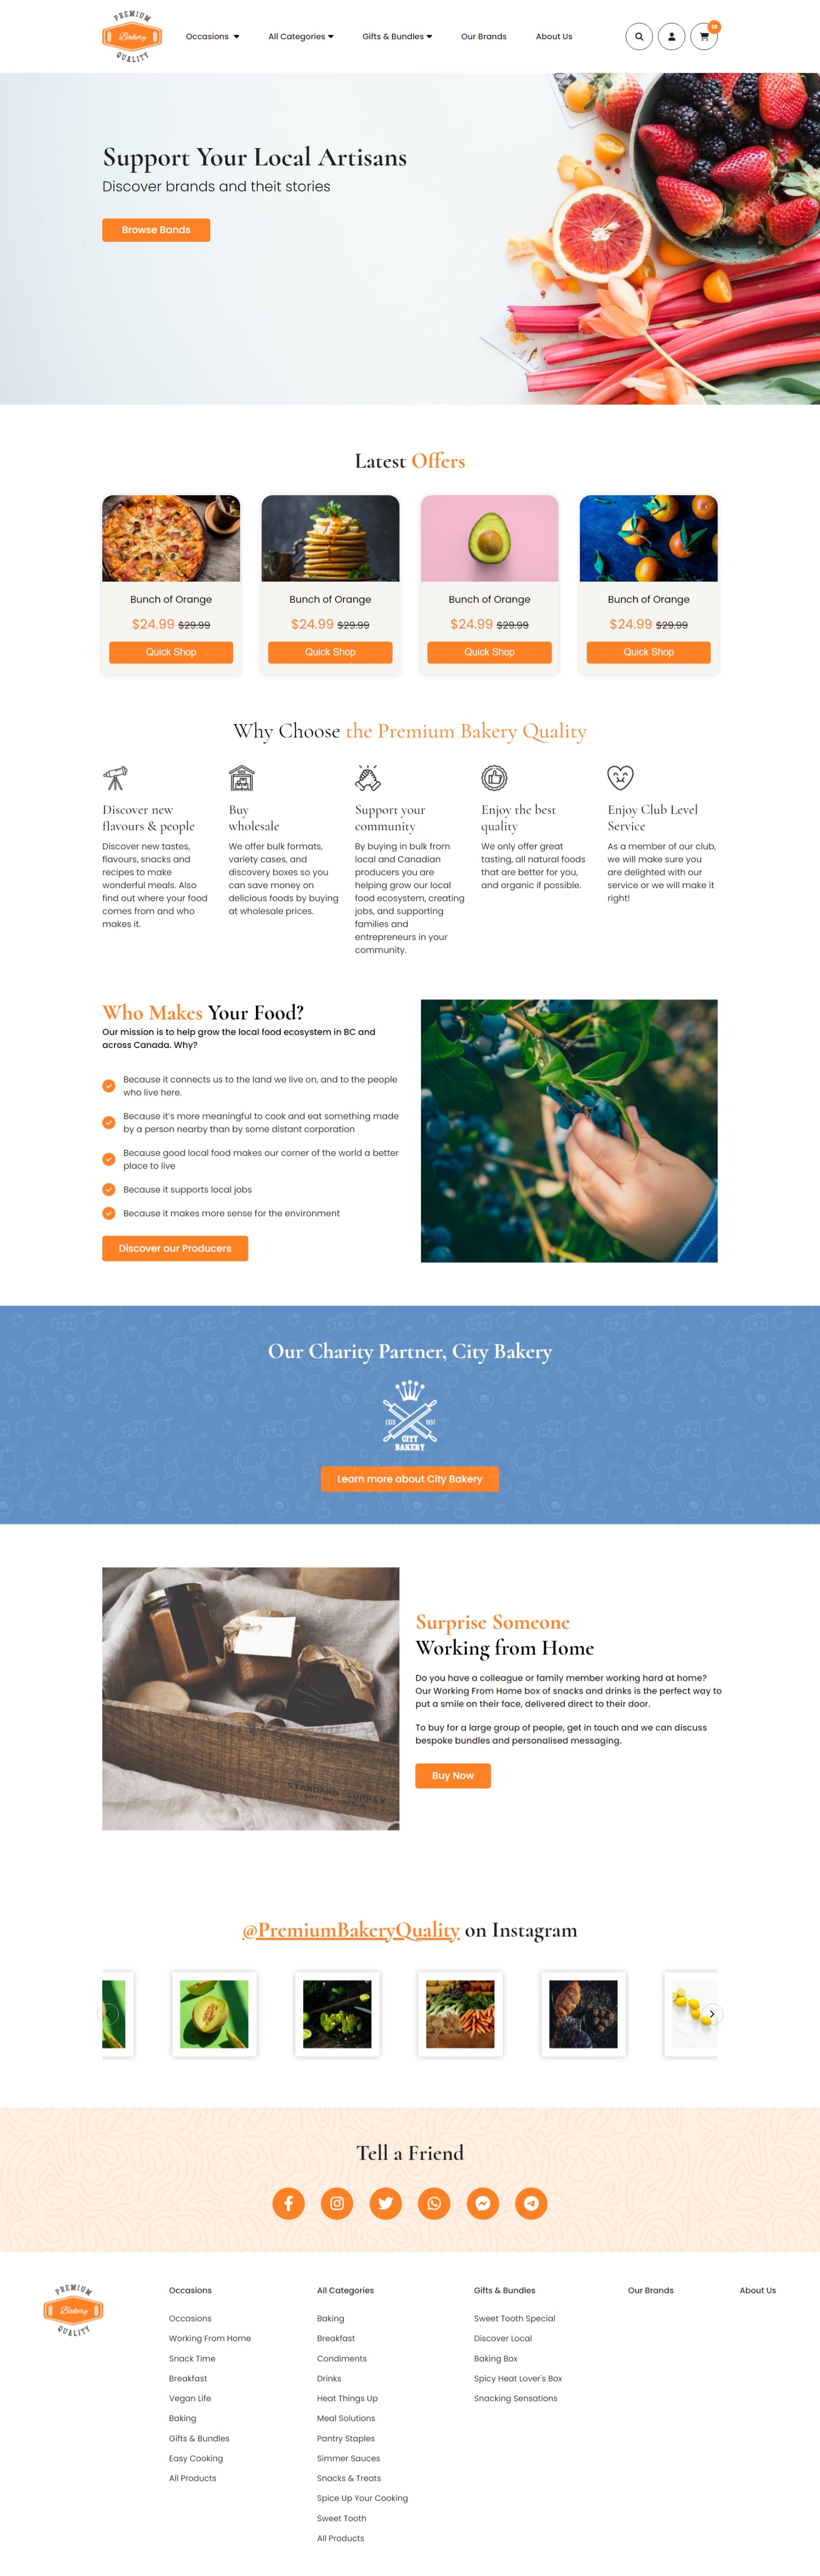 PREMIUM
Bakery
QUALITY
Occasions
All Categories
Gifts & Bundles
Our Brands
About Us
Support Your Local Artisans
Discover brands and theit stories
Browse Bands
Latest Offers
Bunch of Orange
$24.99 $29.99
Quick Shop
Bunch of Orange
$24.99 $29.99
Quick Shop
Bunch of Orange
$24.99 $29.99
Quick Shop
Bunch of Orange
$24.99 $29.99
Quick Shop
Why Choose the Premium Bakery Quality
Discover new
flavours & people
Discover new tastes,
flavours, snacks and
recipes to make
wonderful meals. Also
find out where your food
comes from and who
makes it.
Buy
wholesale
We offer bulk formats,
variety cases, and
discovery boxes so you
can save money on
delicious foods by buying
at wholesale prices.
Support your
community
By buying in bulk from
local and Canadian
producers you are
helping grow our local
food ecosystem, creating
jobs, and supporting
families and
entrepreneurs in your
community.
Enjoy the best
quality
We only offer great
tasting, all natural foods
that are better for you,
and organic if possible.
Enjoy Club Level
Service
As a member of our club,
we will make sure you
are delighted with our
service or we will make it
right!
Who Makes Your Food?
Our mission is to help grow the local food ecosystem in BC and
across Canada. Why?
Because it connects us to the land we live on, and to the people
who live here.
Because it's more meaningful to cook and eat something made
by a person nearby than by some distant corporation
Because good local food makes our corner of the world a better
place to live
Because it supports local jobs
Because it makes more sense for the environment
Discover our Producers
Our Charity Partner, City Bakery
ESTD
CITY
BAKERY
Learn more about City Bakery
STANDARD SUPPLY
Surprise Someone
Working from Home
Do you have a colleague or family member working hard at home?
Our Working From Home box of snacks and drinks is the perfect way to
put a smile on their face, delivered direct to their door.
To buy for a large group of people, get in touch and we can discuss
bespoke bundles and personalised messaging.
Buy Now
@PremiumBakeryQuality on Instagram
Tell a Friend
PREMIUM
Bakery
QUALITY
Occasions
Occasions
Working From Home
Snack Time
Breakfast
Vegan Life
Baking
Gifts & Bundles
Easy Cooking
All Products
All Categories
Baking
Breakfast
Condiments
Drinks
Heat Things Up
Meal Solutions
Pantry Staples
Simmer Sauces
Snacks & Treats
Spice Up Your Cooking
Sweet Tooth
All Products
Gifts & Bundles
Sweet Tooth Special
Discover Local
Baking Box
Spicy Heat Lover's Box
Snacking Sensations
Our Brands
About Us